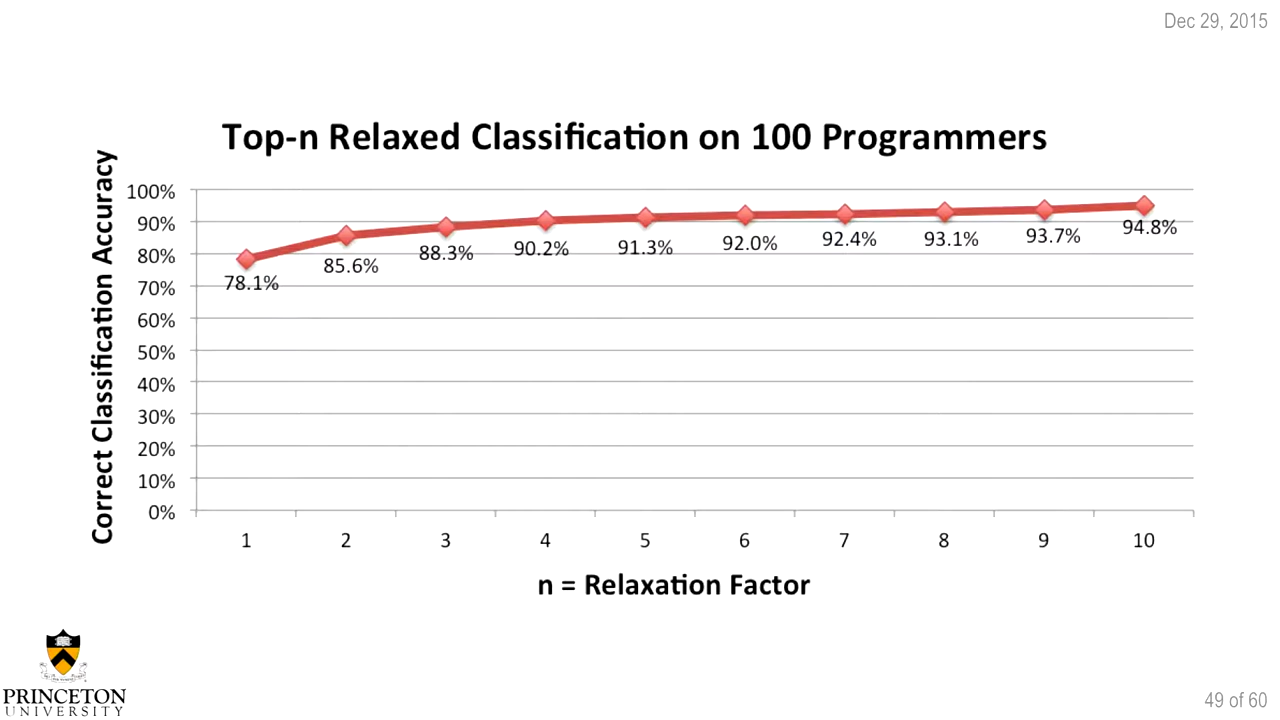 Dec 29, 2015
Top-n Relaxed Classification on 100 Programmers
Correct Classification Accuracy
100%
90%
80%
70%
60%
50%
40%
30%
20%
10%
0%
78.1%
85.6%
88.3%
90.2%
91.3%
92.0%
92.4%
93.1%
93.7%
94.8%
1 2 3 4 5 6 7 8 9 10
n = Relaxation Factor
PRINCETON
UNIVERSITY
49 of 60